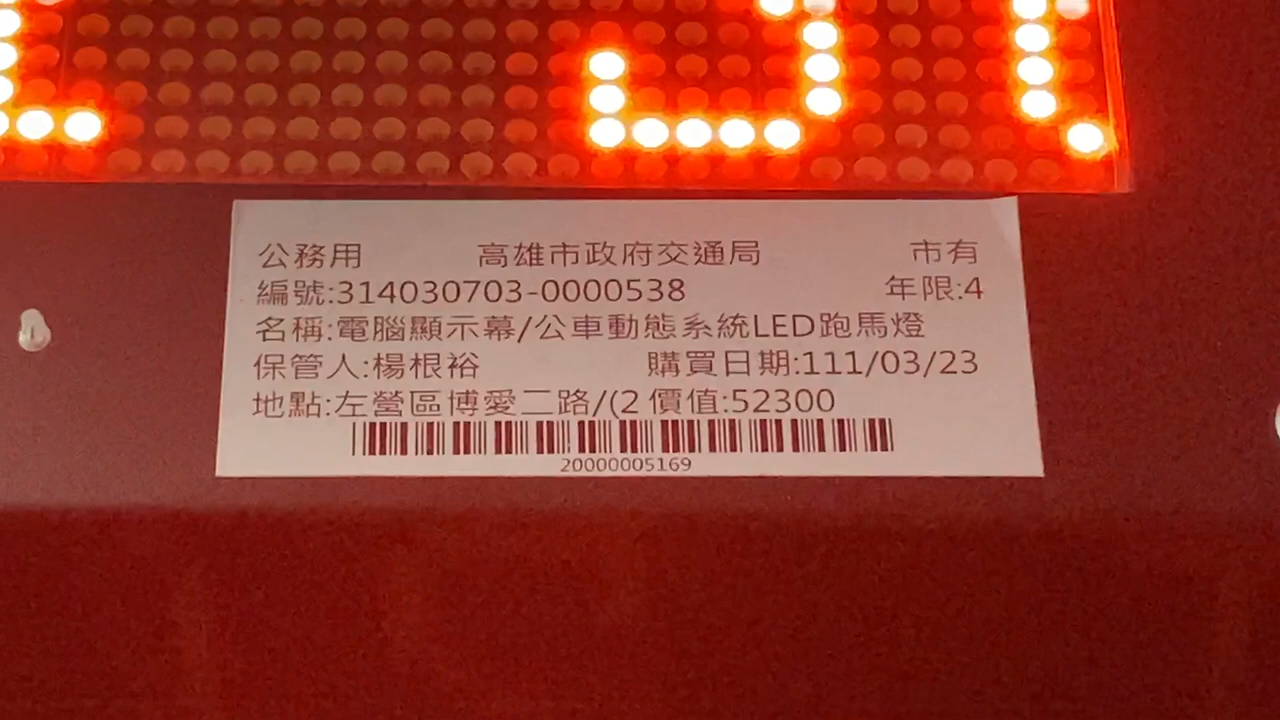 公務用 高雄市政府交通局 市有
編號:314030703-0000538 年限:4
名稱:電腦顯示幕/公車動態系統LED跑馬燈
保管人:楊根裕 購買日期:111/03/23
地點:左營區博愛二路/(2 價值:52300
20000005169